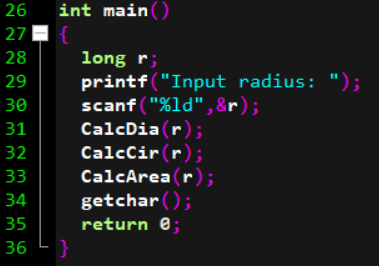 26 int main()
27 {
28 long r;
29 printf("Input radius: ");
30 scanf("%ld",&r);
31 CalcDia(r);
32 CalcCir(r);
33 CalcArea(r);
34 getchar();
35 return 0;
36 }